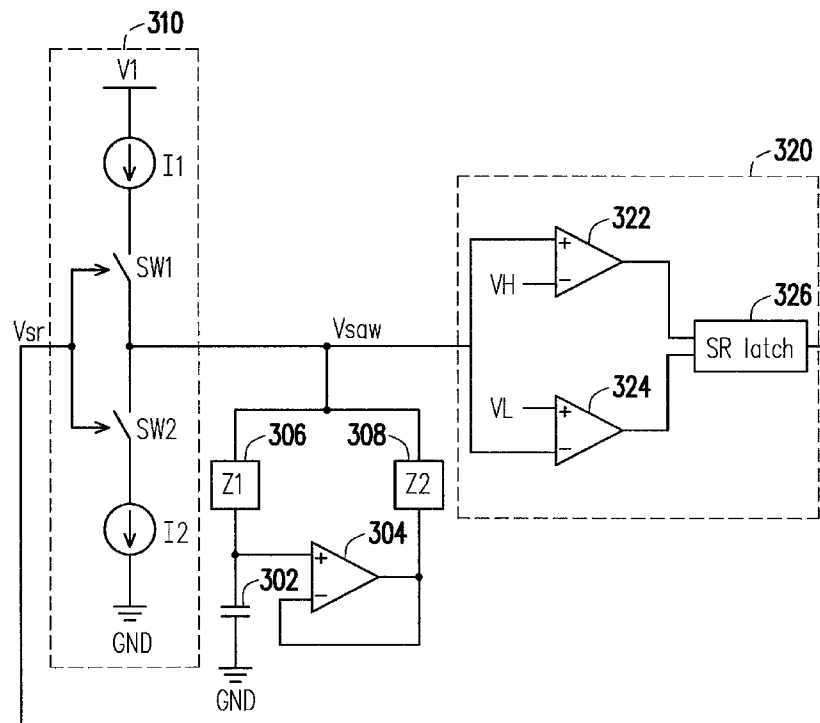 310
V1
320
I1
322
+
-
VH
SW1
326
Vsr
Vsaw
SR latch
324
VL
+
-
SW2
306
308
Z1
Z2
I2
304
+
-
302
GND
GND